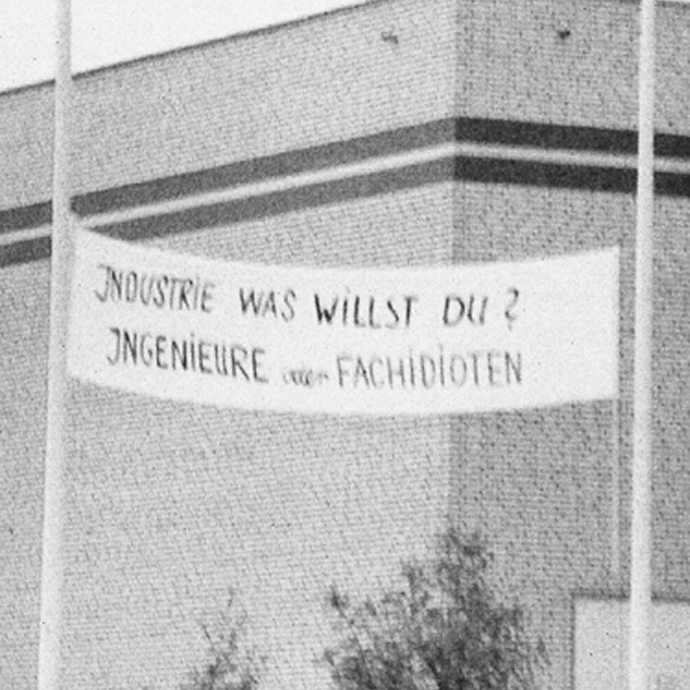 INDUSTRIE WAS WiLLST DU ?
INGENiEURE oder FACHiDiOTEN